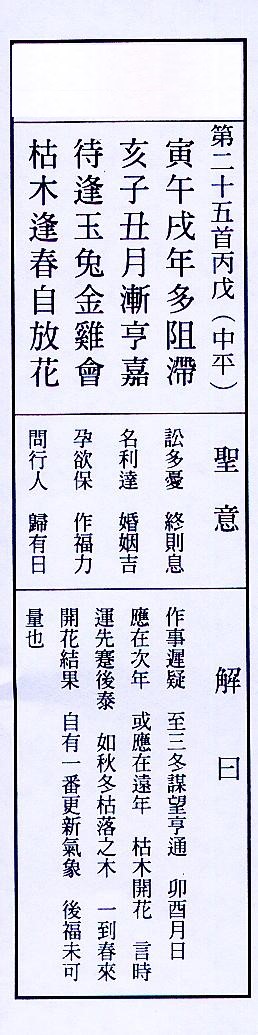 第二十五首丙戊（中平）
寅午戌年多阻滯
亥子丑月漸亨嘉
待逢玉兔金雞會
枯木逢春自放花
聖意
訟多憂　終則息
名利達　婚姻吉
孕欲保　作福力
問行人　歸有日
解曰
作事遲疑　至三冬謀望亨通　卯酉月日
應在次年　或應在遠年　枯木開花　言時
運先蹇後泰　如秋冬枯落之木　一到春來
開花結果　自有一番更新氣象　後福未可
量也